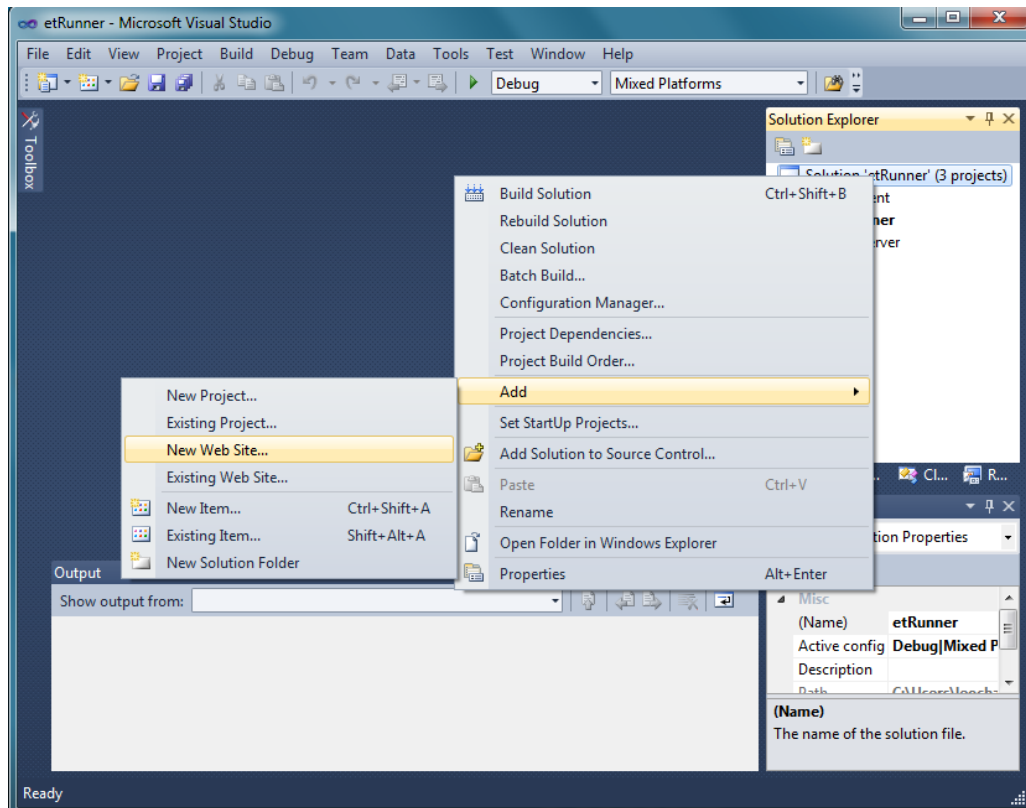 etRunner - Microsoft Visual Studio
File Edit View Project Build Debug Team Data Tools Test Window Help
Debug Mixed Platforms
Toolbox
Solution Explorer
Solution 'etRunner' (3 projects)
Build Solution Ctrl+Shift+B
Rebuild Solution
Clean Solution
Batch Build...
Configuration Manager...
Project Dependencies...
Project Build Order...
Add
Set StartUp Projects...
Add Solution to Source Control...
Paste Ctrl+V
Rename
Open Folder in Windows Explorer
Properties Alt+Enter
New Project...
Existing Project...
New Web Site...
Existing Web Site...
New Item... Ctrl+Shift+A
Existing Item... Shift+Alt+A
New Solution Folder
Cl... R...
Properties
Output
Show output from:
Misc
(Name) etRunner
Active config Debug|Mixed P
Description
Path
(Name)
The name of the solution file.
Ready